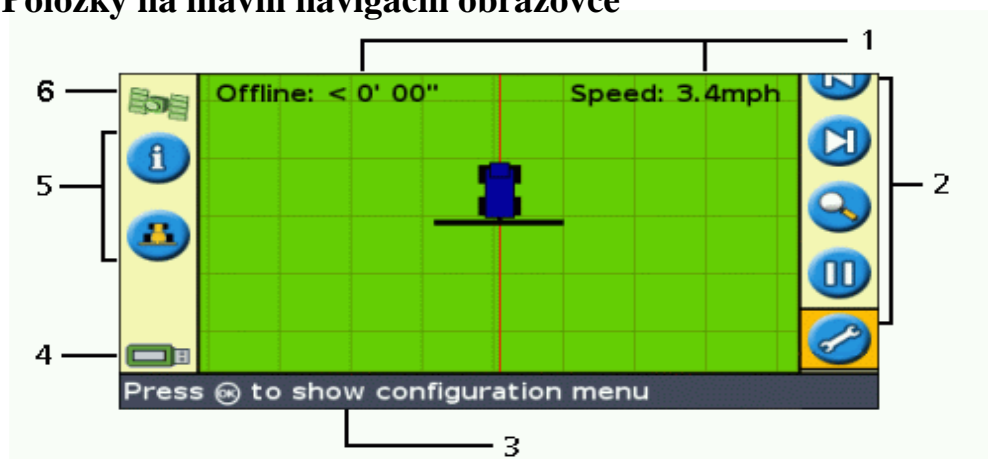 Položky na hlavní navigační obrazovce
1
6
Offline: < 0' 00" Speed: 3.4mph
5
2
4
Press OK to show configuration menu
3